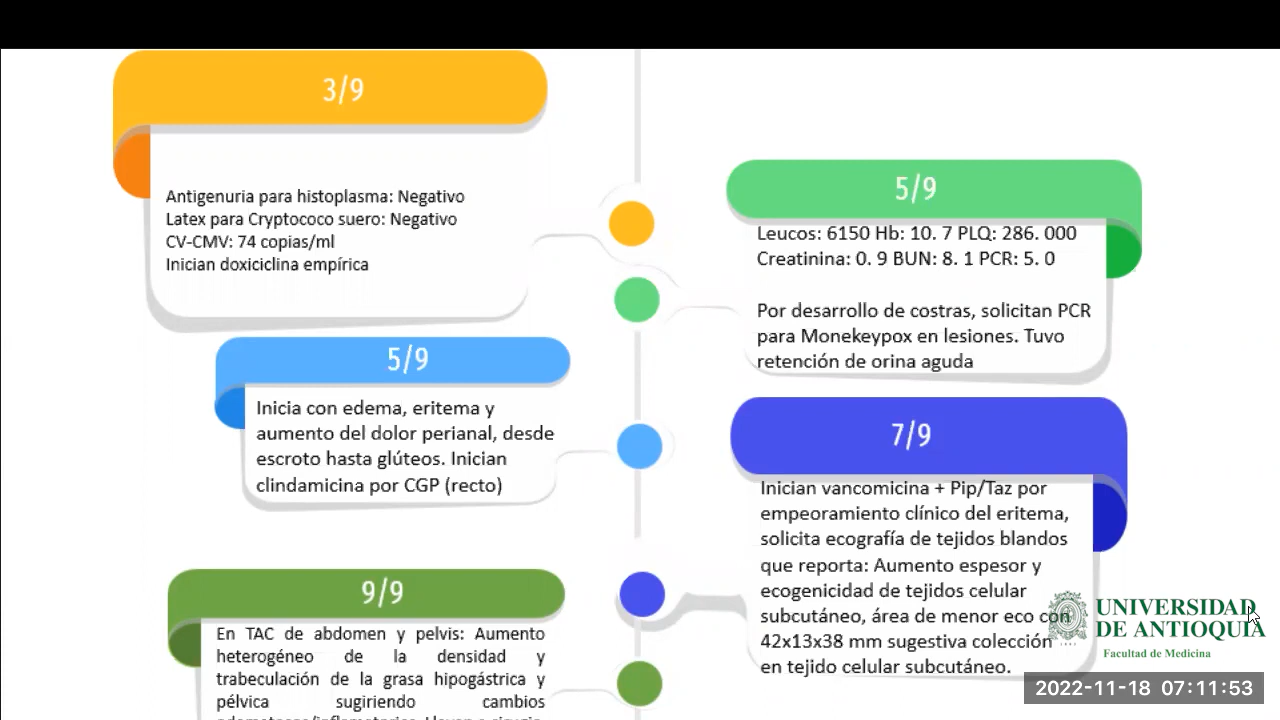 3/9
Antigenuria para histoplasma: Negativo
Latex para Cryptococo suero: Negativo
CV-CMV: 74 copias/ml
Inician doxiciclina empírica
5/9
Leucos: 6150 Hb: 10. 7 PLQ: 286. 000
Creatinina: 0. 9 BUN: 8. 1 PCR: 5. 0
Por desarrollo de costras, solicitan PCR
para Monekeypox en lesiones. Tuvo
retención de orina aguda
5/9
Inicia con edema, eritema y
aumento del dolor perianal, desde
escroto hasta glúteos. Inician
clindamicina por CGP (recto)
7/9
Inician vancomicina + Pip/Taz por
empeoramiento clínico del eritema,
solicita ecografía de tejidos blandos
que reporta: Aumento espesor y
ecogenicidad de tejidos celular
subcutáneo, área de menor eco con
42x13x38 mm sugestiva colección
en tejido celular subcutáneo.
9/9
En TAC de abdomen y pelvis: Aumento
heterogéneo de la densidad y
trabeculación de la grasa hipogástrica y
pélvica sugiriendo cambios
UNIVERSIDAD
DE ANTIOQUIA
Facultad de Medicina
2022-11-18 07:11:53